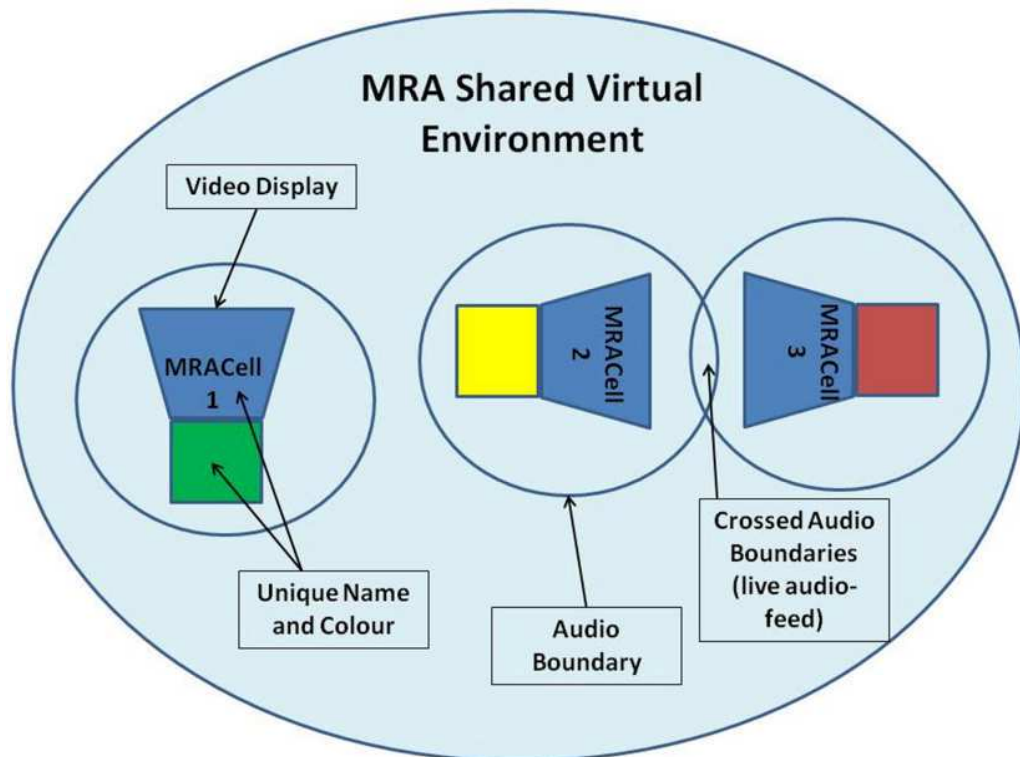 MRA Shared Virtual
Environment
Video Display
MRACell
1
MRACell
2
MRACell
3
Unique Name
and Colour
Audio
Boundary
Crossed Audio
Boundaries
(live audio-
feed)